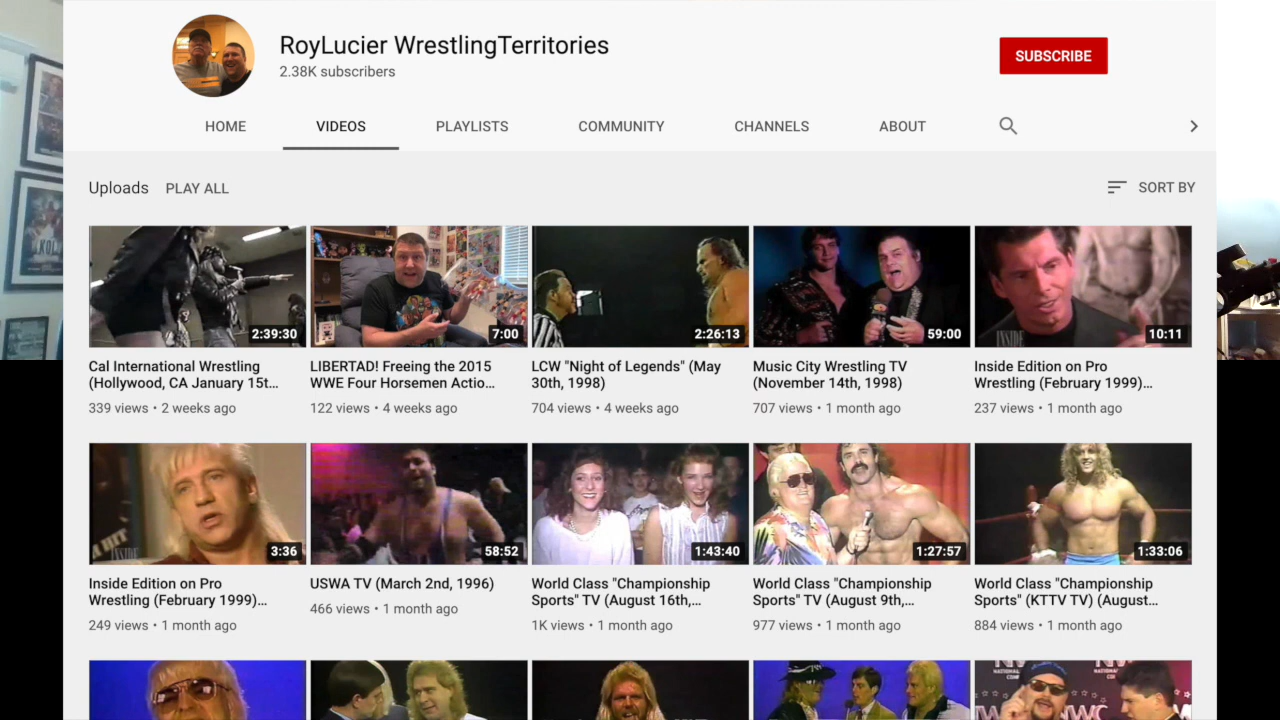 RoyLucier WrestlingTerritories
2.38K subscribers
SUBSCRIBE
HOME
VIDEOS
PLAYLISTS
COMMUNITY
CHANNELS
ABOUT
Uploads
PLAY ALL
SORT BY
2:39:30
Cal International Wrestling
(Hollywood, CA January 15t...
339 views • 2 weeks ago
7:00
LIBERTAD! Freeing the 2015
WWE Four Horsemen Actio...
122 views • 4 weeks ago
2:26:13
LCW "Night of Legends" (May
30th, 1998)
704 views • 4 weeks ago
59:00
Music City Wrestling TV
(November 14th, 1998)
707 views • 1 month ago
INSIDE
10:11
Inside Edition on Pro
Wrestling (February 1999)...
237 views • 1 month ago
3:36
Inside Edition on Pro
Wrestling (February 1999)...
249 views • 1 month ago
58:52
USWA TV (March 2nd, 1996)
466 views • 1 month ago
1:43:40
World Class "Championship
Sports" TV (August 16th,...
1K views • 1 month ago
1:27:57
World Class "Championship
Sports" TV (August 9th,...
977 views • 1 month ago
1:33:06
World Class "Championship
Sports" (KTTV TV) (August...
884 views • 1 month ago